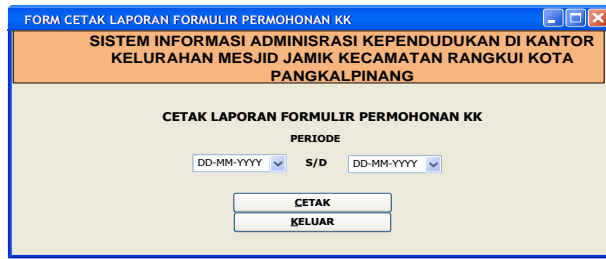 FORM CETAK LAPORAN FORMULIR PERMOHONAN KK
SISTEM INFORMASI ADMINISRASI KEPENDUDUKAN DI KANTOR
KELURAHAN MESJID JAMIK KECAMATAN RANGKUI KOTA
PANGKALPINANG
CETAK LAPORAN FORMULIR PERMOHONAN KK
PERIODE
DD-MM-YYYY S/D DD-MM-YYYY
CETAK
KELUAR